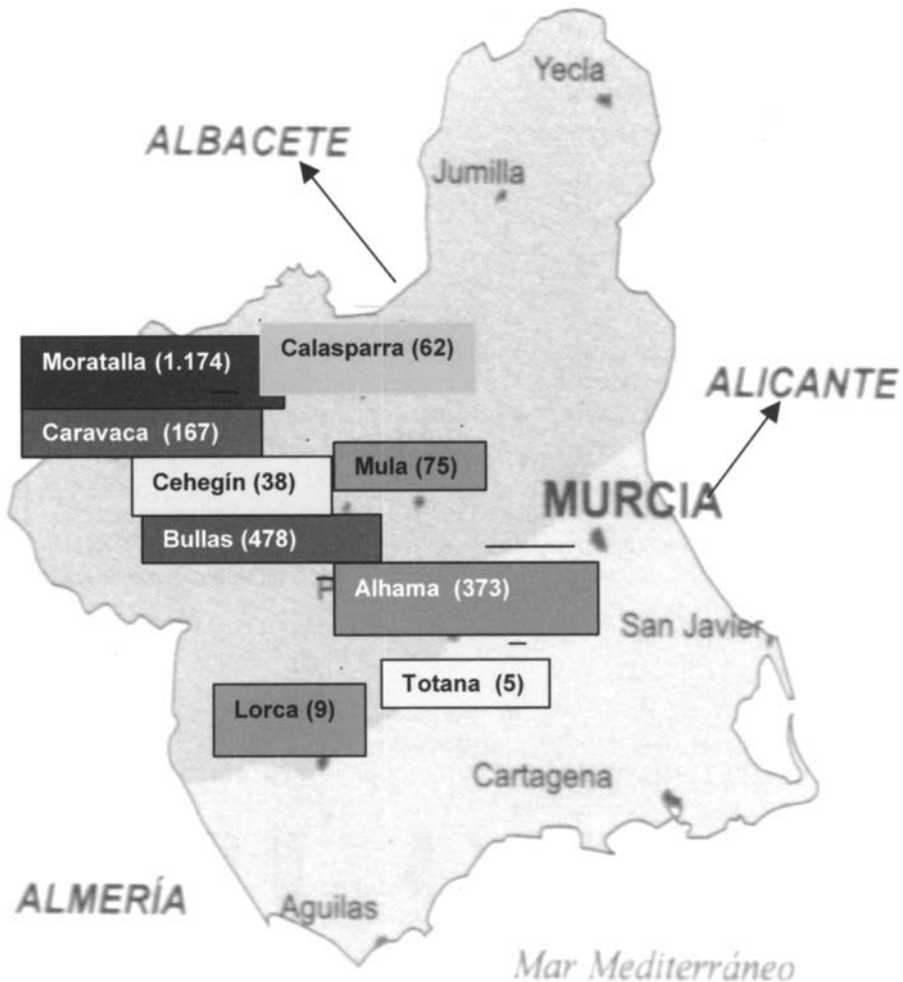 Yecla
ALBACETE
Jumilla
Moratalla (1.174)
Calasparra (62)
ALICANTE
Caravaca (167)
Cehegín (38)
Mula (75)
MURCIA
Bullas (478)
Alhama (373)
San Javier
Totana (5)
Lorca (9)
Cartagena
ALMERÍA
Aguilas
Mar Mediterráneo